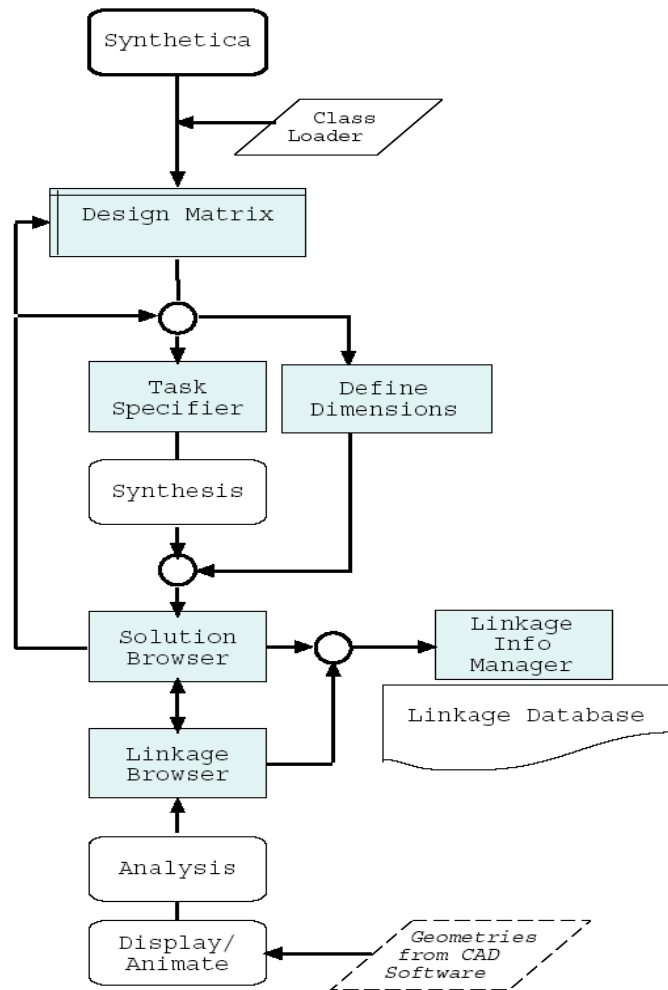 Synthetica
Class
Loader
Design Matrix
Task
Specifier
Define
Dimensions
Synthesis
Solution
Browser
Linkage
Info
Manager
Linkage Database
Linkage
Browser
Analysis
Display/
Animate
Geometries
from CAD
Software